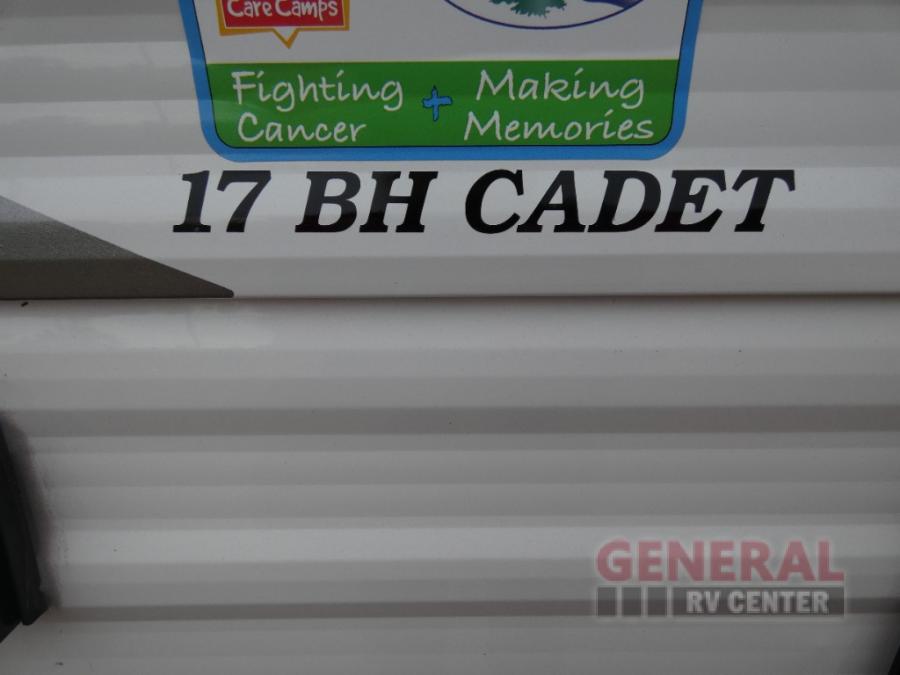 Care Camps
Fighting Cancer
+
Making Memories
17 BH CADET
GENERAL
RV CENTER